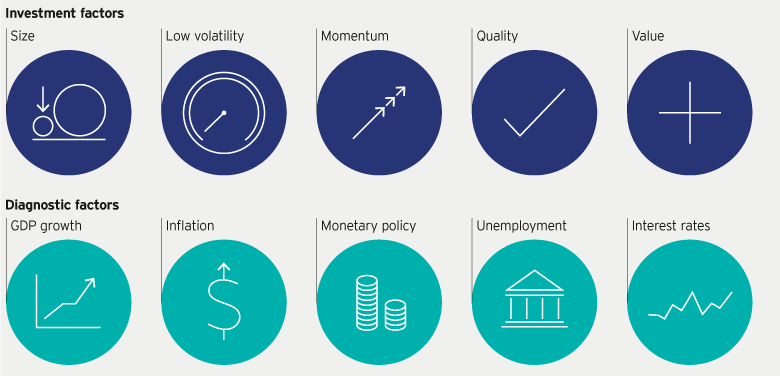 Investment factors
Size
Low volatility
Momentum
Quality
Value
Diagnostic factors
GDP growth
Inflation
Monetary policy
Unemployment
Interest rates